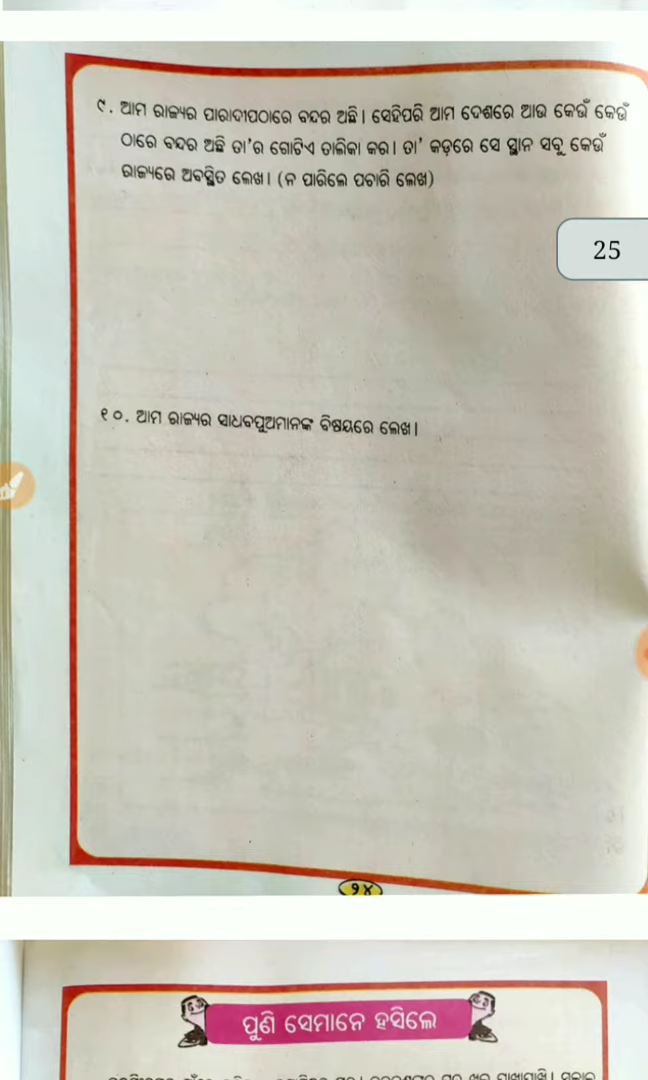 ୯. ଆମ ରାଜ୍ୟର ପାରାଦୀପଠାରେ ବନ୍ଦର ଅଛି। ସେହିପରି ଆମ ଦେଶରେ ଆଉ କେଉଁ କେଉଁ
ଠାରେ ବନ୍ଦର ଅଛି ତା’ର ଗୋଟିଏ ତାଲିକା କର। ତା’ କଡ଼ରେ ସେ ସ୍ଥାନ ସବୁ କେଉଁ
ରାଜ୍ୟରେ ଅବସ୍ଥିତ ଲେଖ। (ନ ପାରିଲେ ପଚାରି ଲେଖ)
25
୧୦. ଆମ ରାଜ୍ୟର ସାଧବପୁଅମାନଙ୍କ ବିଷୟରେ ଲେଖ।
୨୪
ପୁଣି ସେମାନେ ହସିଲେ